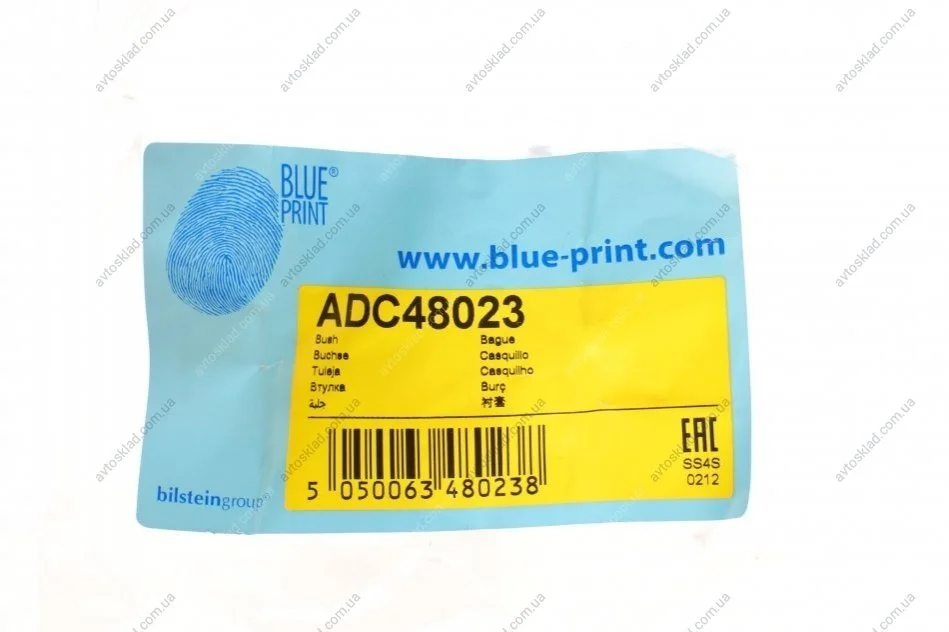 BLUE®
PRINT
www.blue-print.com
ADC48023
Bush
Buchse
Tuleja
Втулка
جلبة
Bague
Casquillo
Casquilho
Burç
衬套
EAC
SS4S
0212
5 050063 480238
bilsteingroup
avtosklad.com.ua